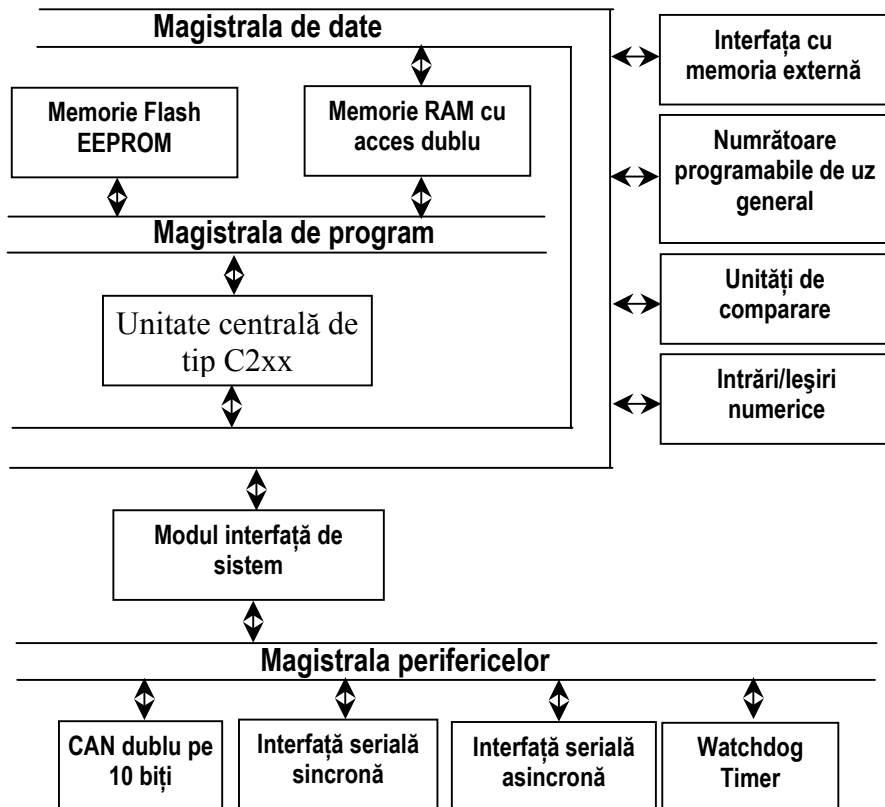 Magistrala de date
Interfața cu
memoria externă
Memorie Flash
EEPROM
Memorie RAM cu
acces dublu
Numrătoare
programabile de uz
general
Magistrala de program
Unități de
comparare
Unitate centrală de
tip C2xx
Intrări/Ieşiri
numerice
Modul interfață de
sistem
Magistrala perifericelor
CAN dublu pe
10 biți
Interfață serială
sincronă
Interfață serială
asincronă
Watchdog
Timer